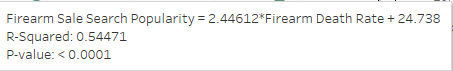 Firearm Sale Search Popularity = 2.44612*Firearm Death Rate + 24.738
R-Squared: 0.54471
P-value: < 0.0001